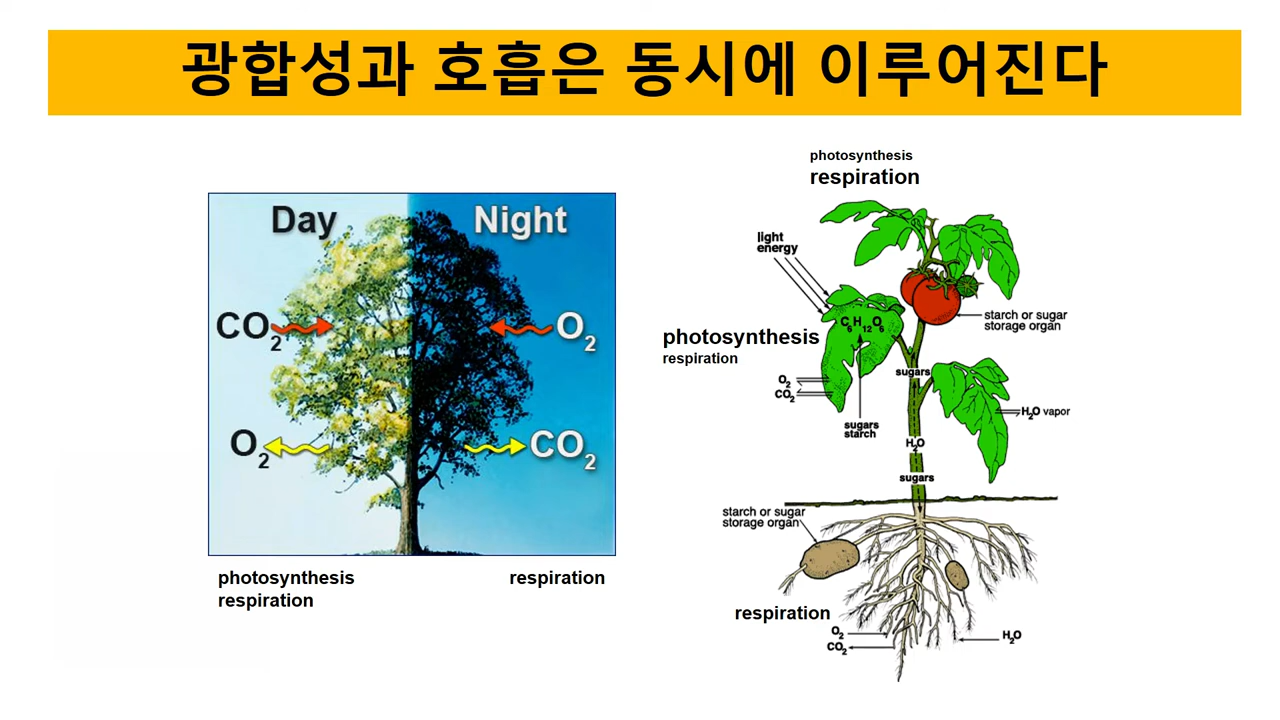 광합성과 호흡은 동시에 이루어진다
Day
Night
CO2
O2
O2
CO2
photosynthesis
respiration
respiration
photosynthesis
respiration
light
energy
C6H12O6
starch or sugar
storage organ
photosynthesis
respiration
sugars
O2
CO2
H2O vapor
sugars
starch
H2O
sugars
starch or sugar
storage organ
respiration
O2
CO2
H2O